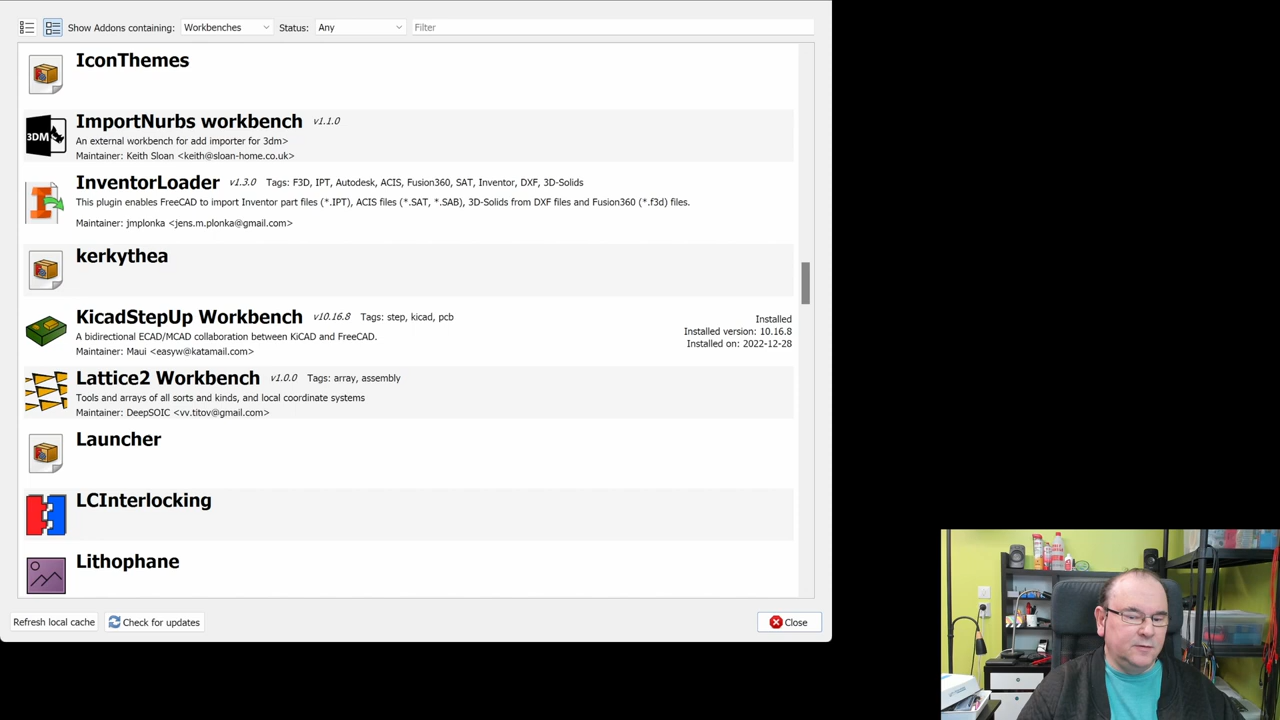 Show Addons containing: Workbenches Status: Any Filter
IconThemes
3DM
ImportNurbs workbench v1.1.0
An external workbench for add importer for 3dm>
Maintainer: Keith Sloan <keith@sloan-home.co.uk>
InventorLoader v1.3.0 Tags: F3D, IPT, Autodesk, ACIS, Fusion360, SAT, Inventor, DXF, 3D-Solids
This plugin enables FreeCAD to import Inventor part files (*.IPT), ACIS files (*.SAT, *.SAB), 3D-Solids from DXF files and Fusion360 (*.f3d) files.
Maintainer: jmplonka <jens.m.plonka@gmail.com>
kerkythea
KicadStepUp Workbench v10.16.8 Tags: step, kicad, pcb
A bidirectional ECAD/MCAD collaboration between KiCAD and FreeCAD.
Maintainer: Maui <easyw@katamail.com>
Installed
Installed version: 10.16.8
Installed on: 2022-12-28
Lattice2 Workbench v1.0.0 Tags: array, assembly
Tools and arrays of all sorts and kinds, and local coordinate systems
Maintainer: DeepSOIC <vv.titov@gmail.com>
Launcher
LCInterlocking
Lithophane
Refresh local cache Check for updates Close